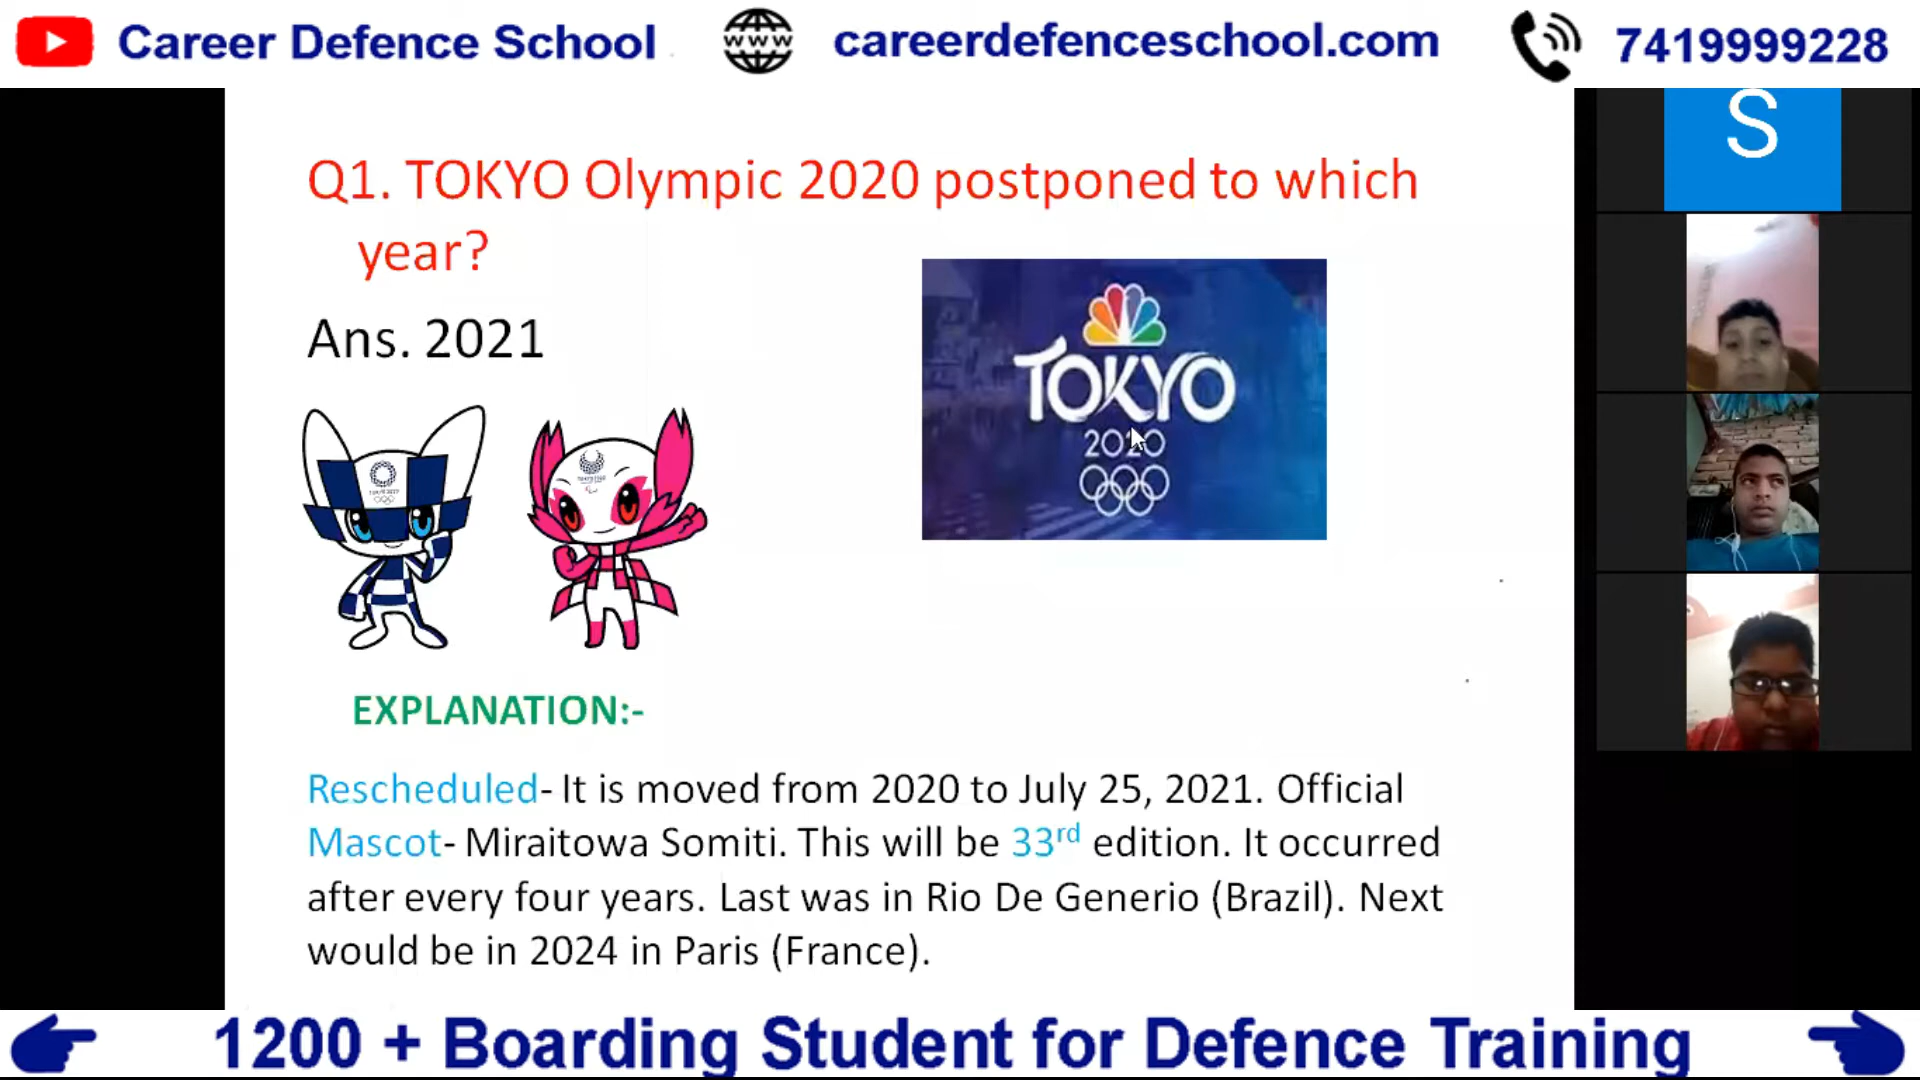 Career Defence School
www
careerdefenceschool.com
7419999228
S
Q1. TOKYO Olympic 2020 postponed to which
year?
Ans. 2021
TOKYO
2020
EXPLANATION:-
Rescheduled- It is moved from 2020 to July 25, 2021. Official
Mascot- Miraitowa Somiti. This will be 33rd edition. It occurred
after every four years. Last was in Rio De Generio (Brazil). Next
would be in 2024 in Paris (France).
1200 + Boarding Student for Defence Training